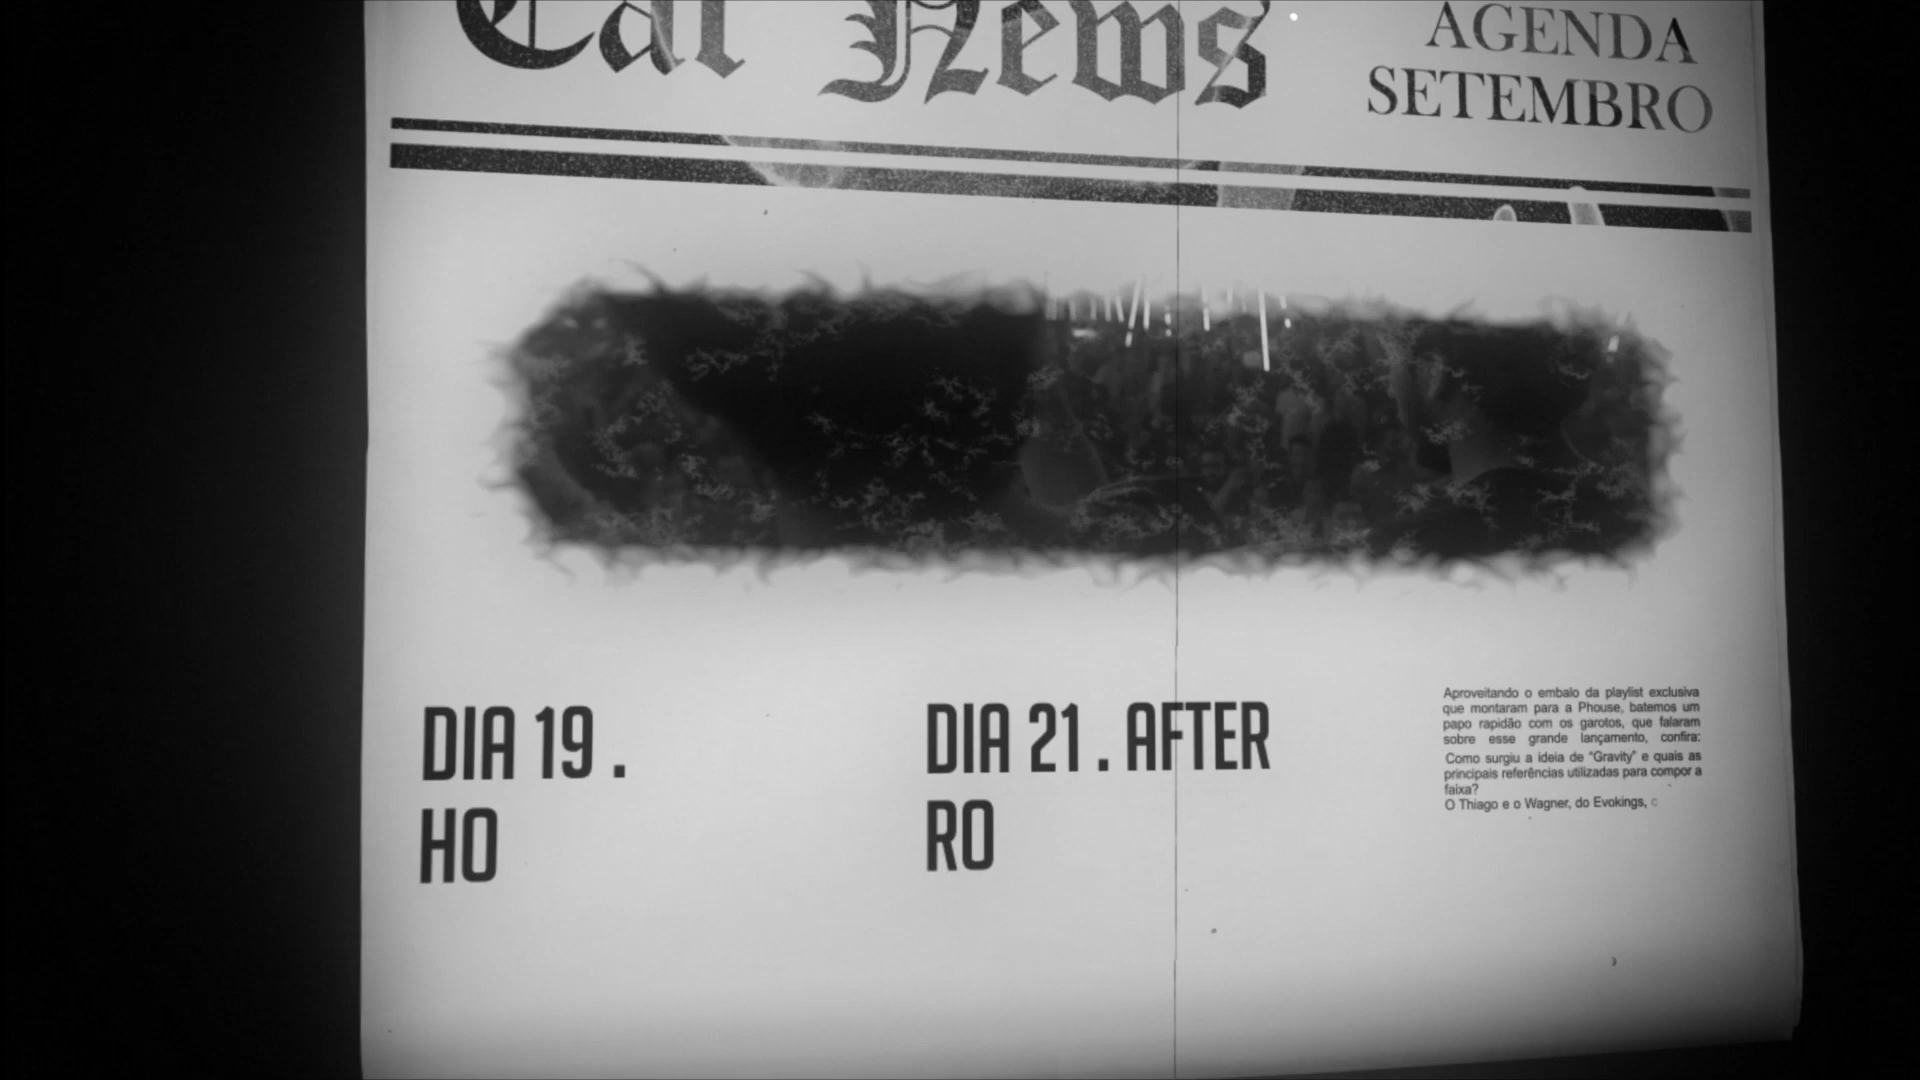 Cat News
AGENDA
SETEMBRO
DIA 19 .
HO
DIA 21 . AFTER
RO
Aproveitando o embalo da playlist exclusiva
que montaram para a Phouse, batemos um
papo rapidão com os garotos, que falaram
sobre esse grande lançamento, confira:
Como surgiu a ideia de “Gravity” e quais as
principais referências utilizadas para compor a
faixa?
O Thiago e o Wagner, do Evokings, c